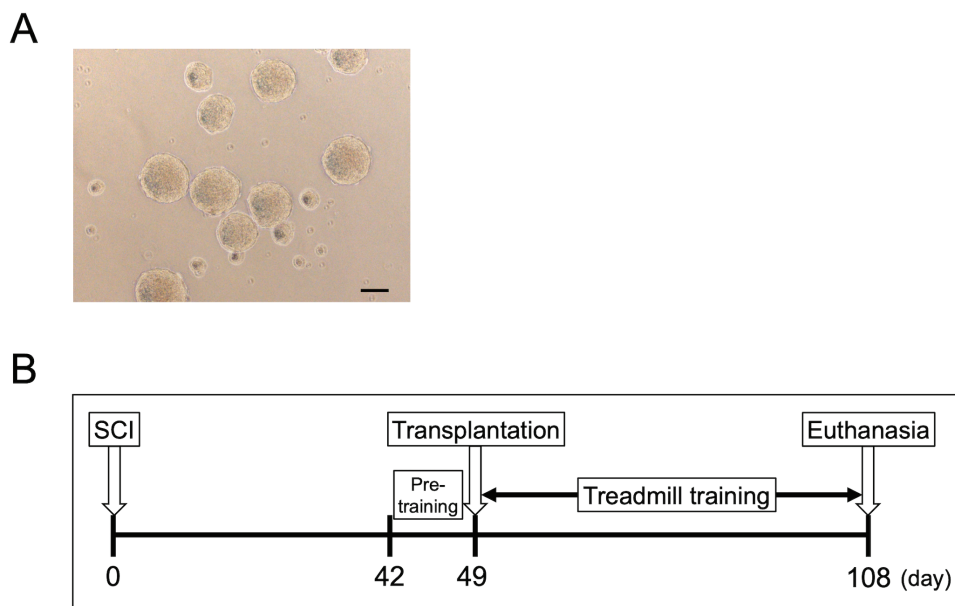 A
B
SCI
Transplantation
Euthanasia
Pre-
training
Treadmill training
0
42
49
108 (day)